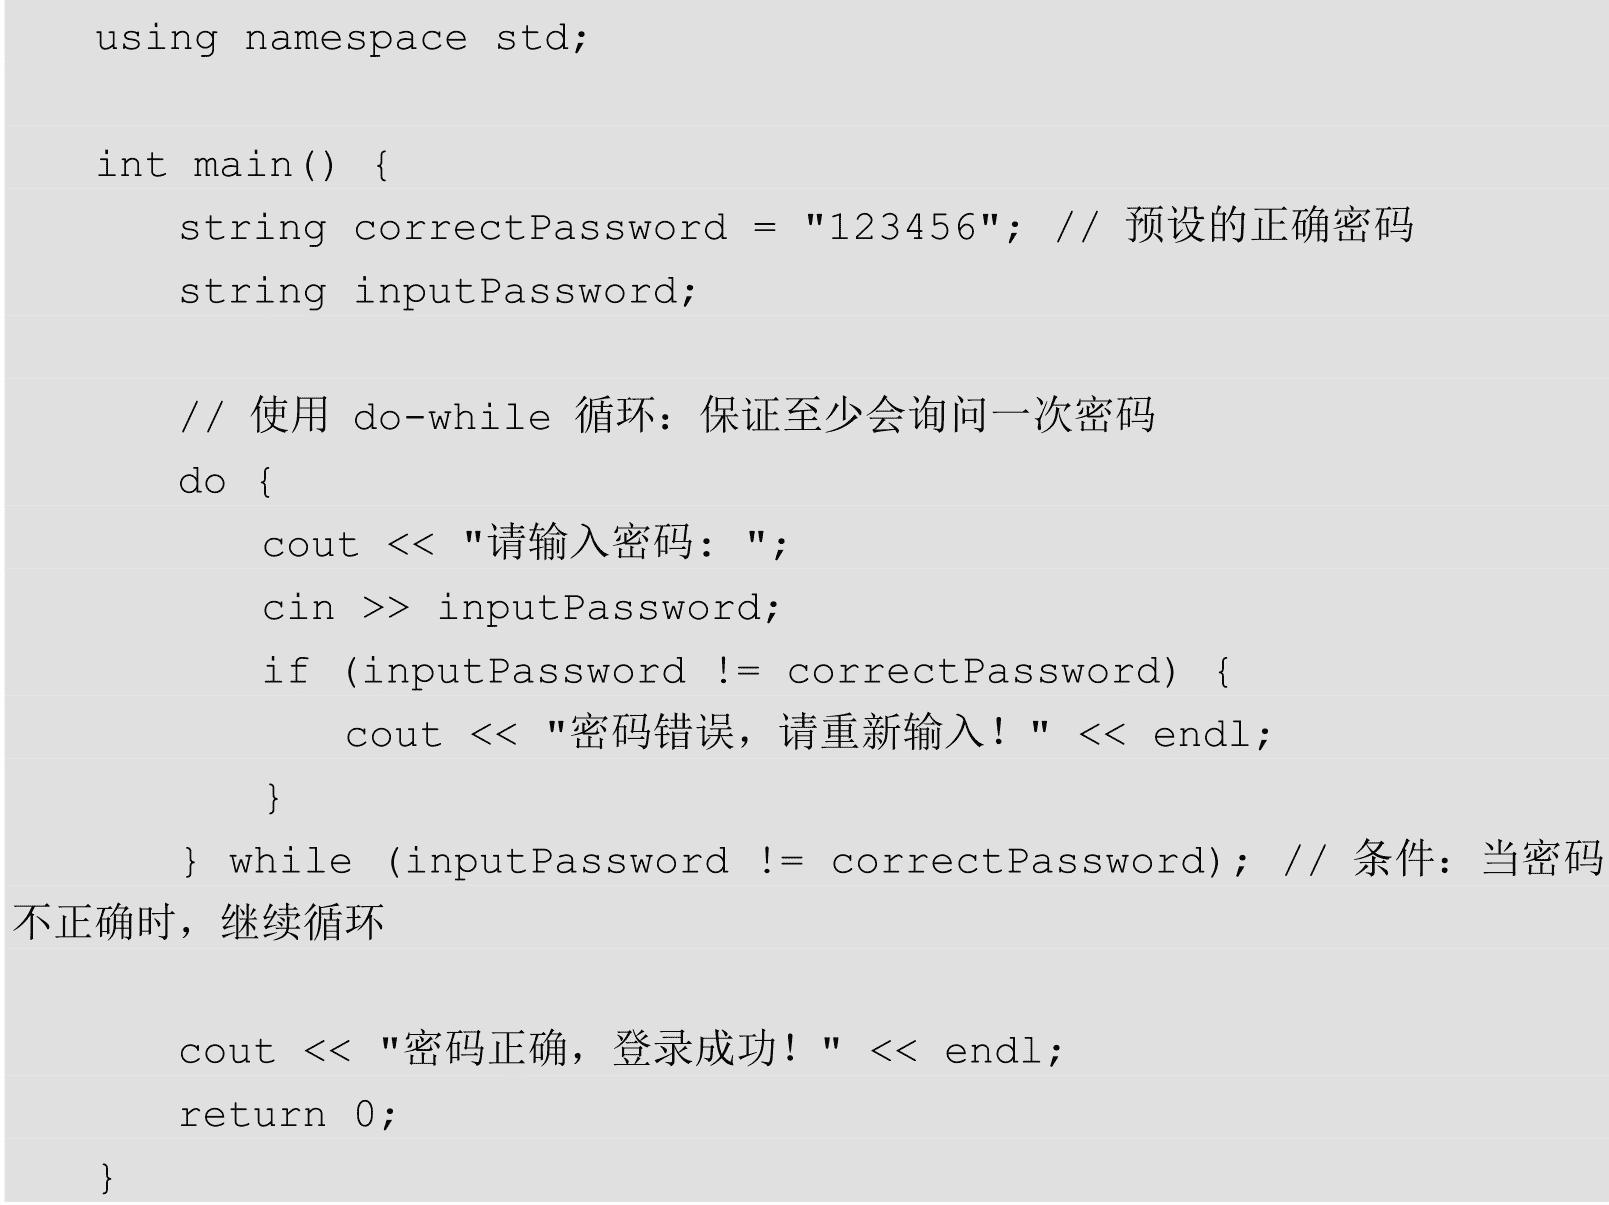 using namespace std;
int main() {
string correctPassword = "123456"; // 预设的正确密码
string inputPassword;
// 使用 do-while 循环：保证至少会询问一次密码
do {
cout << "请输入密码: ";
cin >> inputPassword;
if (inputPassword != correctPassword) {
cout << "密码错误，请重新输入！" << endl;
}
} while (inputPassword != correctPassword); // 条件：当密码
不正确时，继续循环
cout << "密码正确，登录成功！" << endl;
return 0;
}